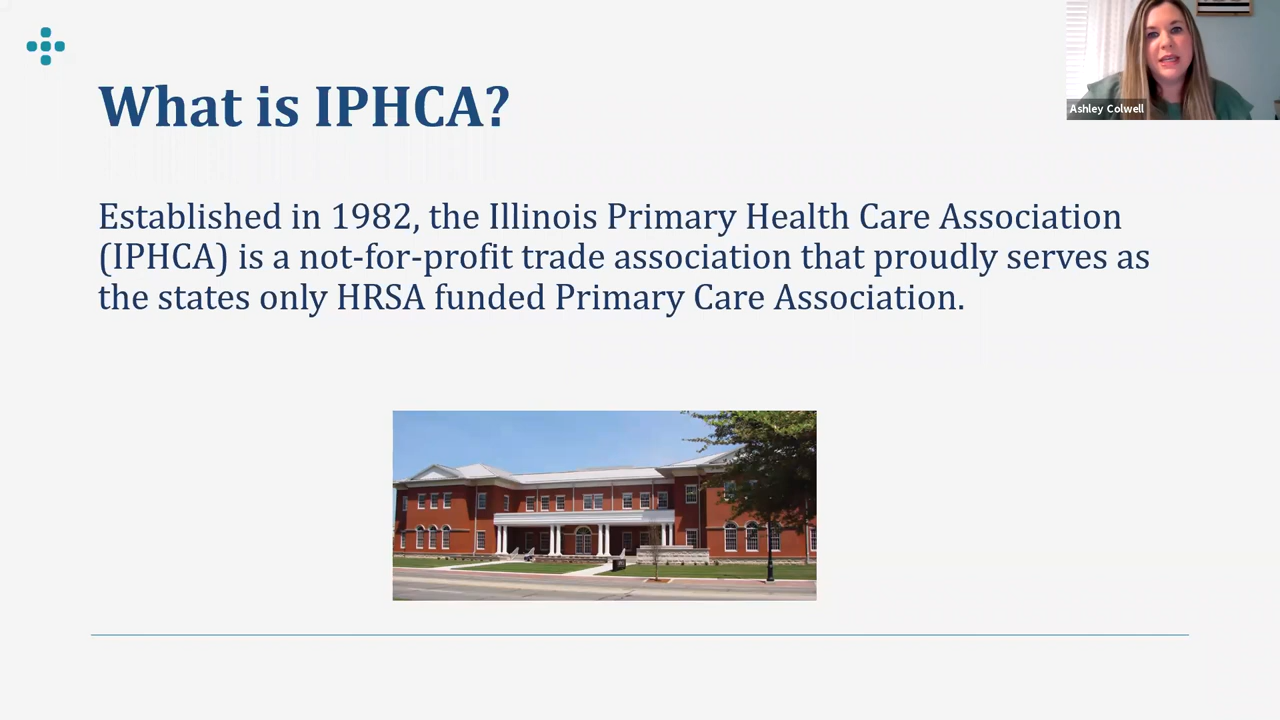 What is IPHCA?
Ashley Colwell
Established in 1982, the Illinois Primary Health Care Association
(IPHCA) is a not-for-profit trade association that proudly serves as
the states only HRSA funded Primary Care Association.